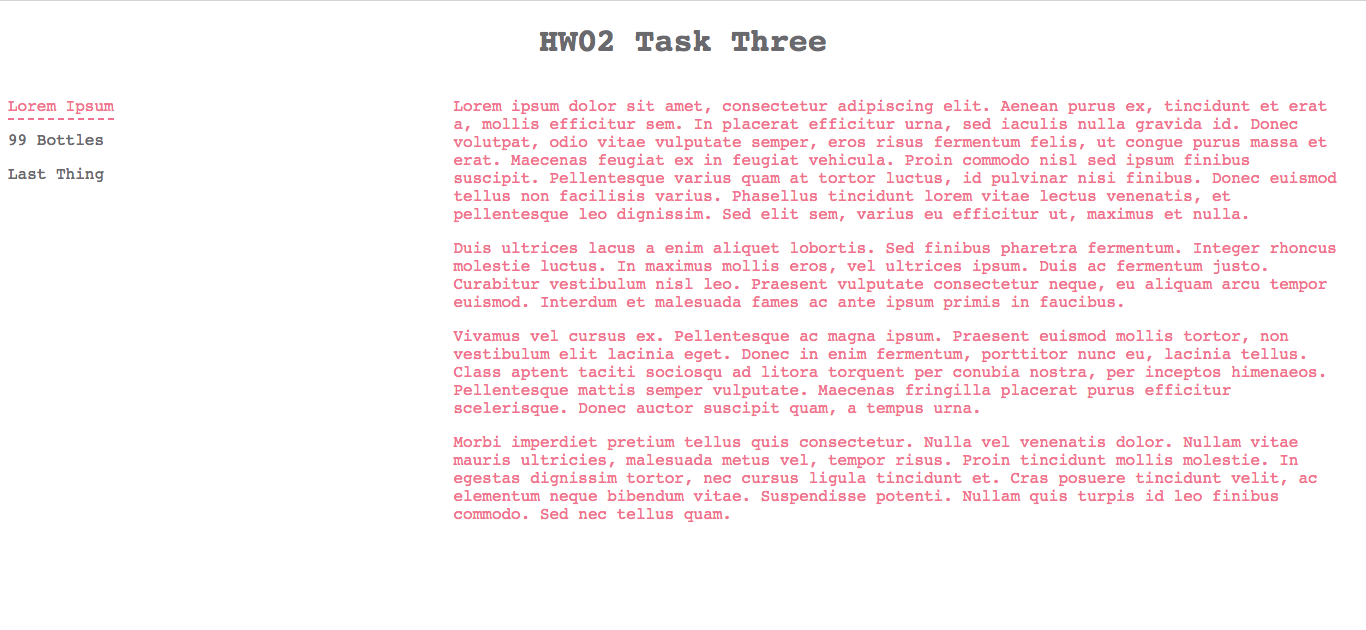 HW02 Task Three
Lorem Ipsum
99 Bottles
Last Thing
Lorem ipsum dolor sit amet, consectetur adipiscing elit. Aenean purus ex, tincidunt et erat
a, mollis efficitur sem. In placerat efficitur urna, sed iaculis nulla gravida id. Donec
volutpat, odio vitae vulputate semper, eros risus fermentum felis, ut congue purus massa et
erat. Maecenas feugiat ex in feugiat vehicula. Proin commodo nisl sed ipsum finibus
suscipit. Pellentesque varius quam at tortor luctus, id pulvinar nisi finibus. Donec euismod
tellus non facilisis varius. Phasellus tincidunt lorem vitae lectus venenatis, et
pellentesque leo dignissim. Sed elit sem, varius eu efficitur ut, maximus et nulla.
Duis ultrices lacus a enim aliquet lobortis. Sed finibus pharetra fermentum. Integer rhoncus
molestie luctus. In maximus mollis eros, vel ultrices ipsum. Duis ac fermentum justo.
Curabitur vestibulum nisl leo. Praesent vulputate consectetur neque, eu aliquam arcu tempor
euismod. Interdum et malesuada fames ac ante ipsum primis in faucibus.
Vivamus vel cursus ex. Pellentesque ac magna ipsum. Praesent euismod mollis tortor, non
vestibulum elit lacinia eget. Donec in enim fermentum, porttitor nunc eu, lacinia tellus.
Class aptent taciti sociosqu ad litora torquent per conubia nostra, per inceptos himenaeos.
Pellentesque mattis semper vulputate. Maecenas fringilla placerat purus efficitur
scelerisque. Donec auctor suscipit quam, a tempus urna.
Morbi imperdiet pretium tellus quis consectetur. Nulla vel venenatis dolor. Nullam vitae
mauris ultricies, malesuada metus vel, tempor risus. Proin tincidunt mollis molestie. In
egestas dignissim tortor, nec cursus ligula tincidunt et. Cras posuere tincidunt velit, ac
elementum neque bibendum vitae. Suspendisse potenti. Nullam quis turpis id leo finibus
commodo. Sed nec tellus quam.